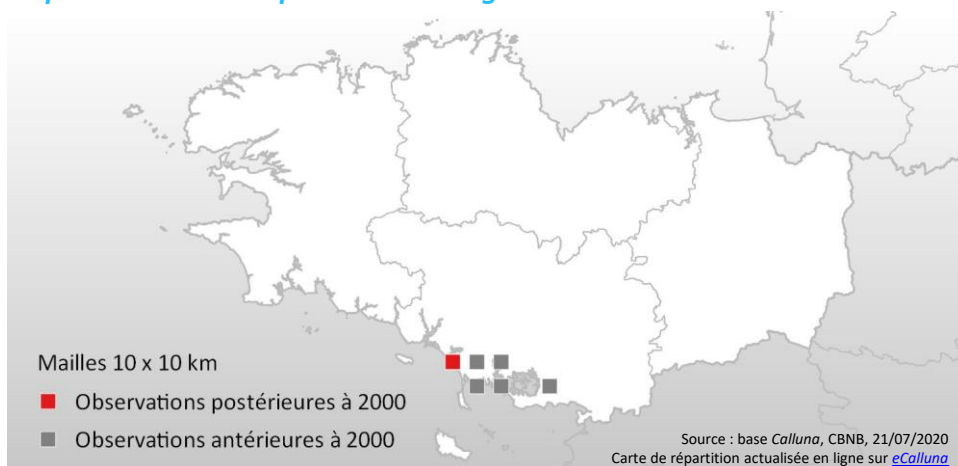 Mailles 10 x 10 km
Observations postérieures à 2000
Observations antérieures à 2000
Source : base Calluna, CBNB, 21/07/2020
Carte de répartition actualisée en ligne sur eCalluna